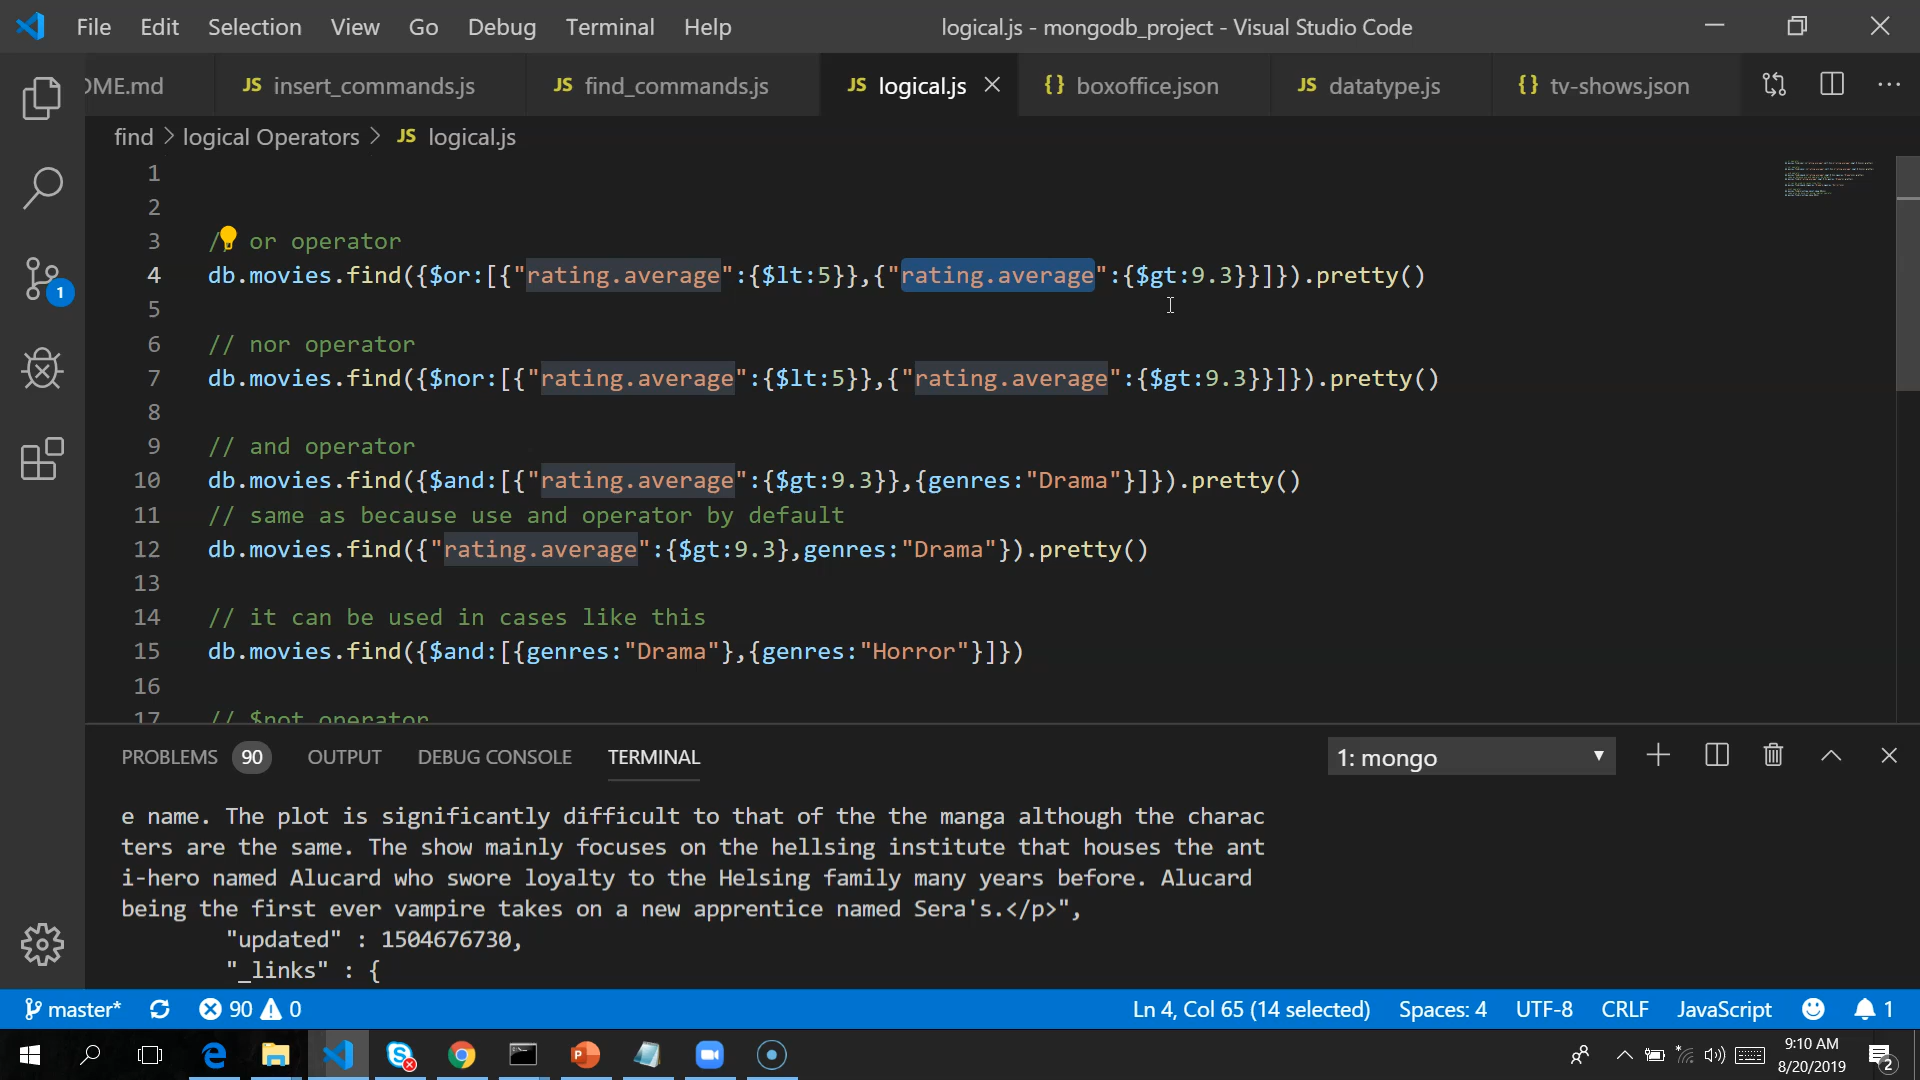 File Edit Selection View Go Debug Terminal Help logical.js - mongodb_project - Visual Studio Code
OME.md JS insert_commands.js JS find_commands.js JS logical.js {} boxoffice.json JS datatype.js {} tv-shows.json
find > logical Operators > JS logical.js
1
2
3 // or operator
4 db.movies.find({$or:[{"rating.average":{$lt:5}},{"rating.average":{$gt:9.3}}]}).pretty()
5
6 // nor operator
7 db.movies.find({$nor:[{"rating.average":{$lt:5}},{"rating.average":{$gt:9.3}}]}).pretty()
8
9 // and operator
10 db.movies.find({$and:[{"rating.average":{$gt:9.3}},{genres:"Drama"}]}).pretty()
11 // same as because use and operator by default
12 db.movies.find({"rating.average":{$gt:9.3},genres:"Drama"}).pretty()
13
14 // it can be used in cases like this
15 db.movies.find({$and:[{genres:"Drama"},{genres:"Horror"}]})
16
17 // $not operator
1
PROBLEMS 90 OUTPUT DEBUG CONSOLE TERMINAL 1: mongo
e name. The plot is significantly difficult to that of the the manga although the charac
ters are the same. The show mainly focuses on the hellsing institute that houses the ant
i-hero named Alucard who swore loyalty to the Helsing family many years before. Alucard
being the first ever vampire takes on a new apprentice named Sera's.</p>",
"updated" : 1504676730,
"_links" : {
master* 90 0 Ln 4, Col 65 (14 selected) Spaces: 4 UTF-8 CRLF JavaScript 1
9:10 AM
8/20/2019
2